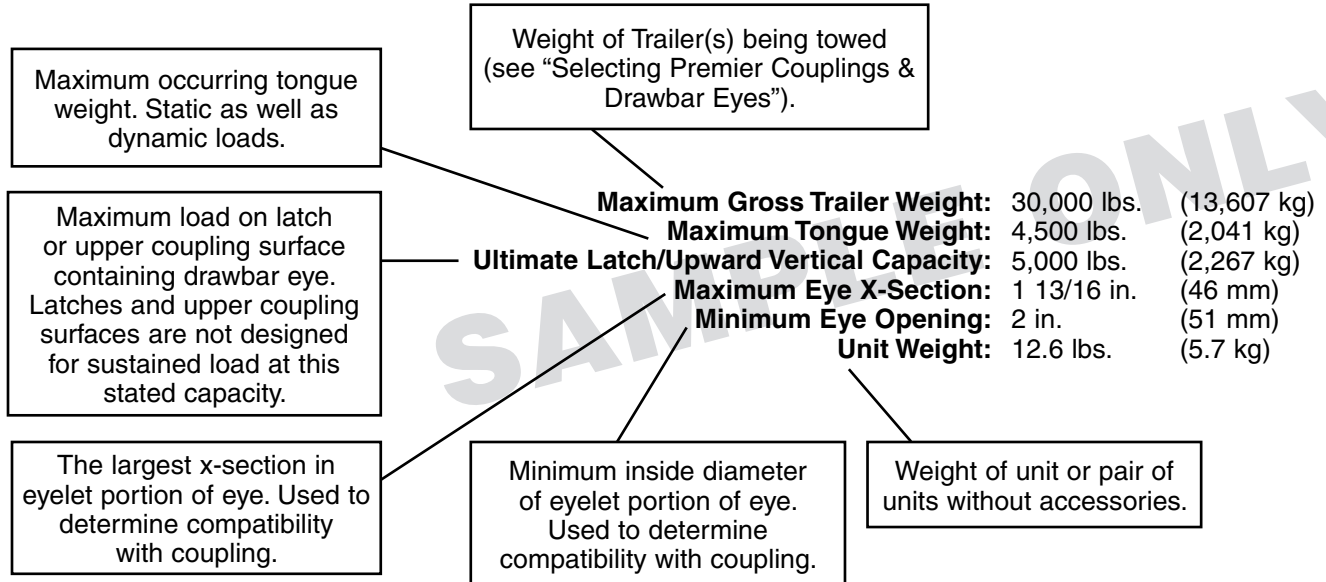 Weight of Trailer(s) being towed
(see “Selecting Premier Couplings &
Drawbar Eyes”).
Maximum occurring tongue
weight. Static as well as
dynamic loads.
Maximum load on latch
or upper coupling surface
containing drawbar eye.
Latches and upper coupling
surfaces are not designed
for sustained load at this
stated capacity.
Maximum Gross Trailer Weight: 30,000 lbs. (13,607 kg)
Maximum Tongue Weight: 4,500 lbs. (2,041 kg)
Ultimate Latch/Upward Vertical Capacity: 5,000 lbs. (2,267 kg)
Maximum Eye X-Section: 1 13/16 in. (46 mm)
Minimum Eye Opening: 2 in. (51 mm)
Unit Weight: 12.6 lbs. (5.7 kg)
SAMPLE ONLY
The largest x-section in
eyelet portion of eye. Used to
determine compatibility
with coupling.
Minimum inside diameter
of eyelet portion of eye.
Used to determine
compatibility with coupling.
Weight of unit or pair of
units without accessories.